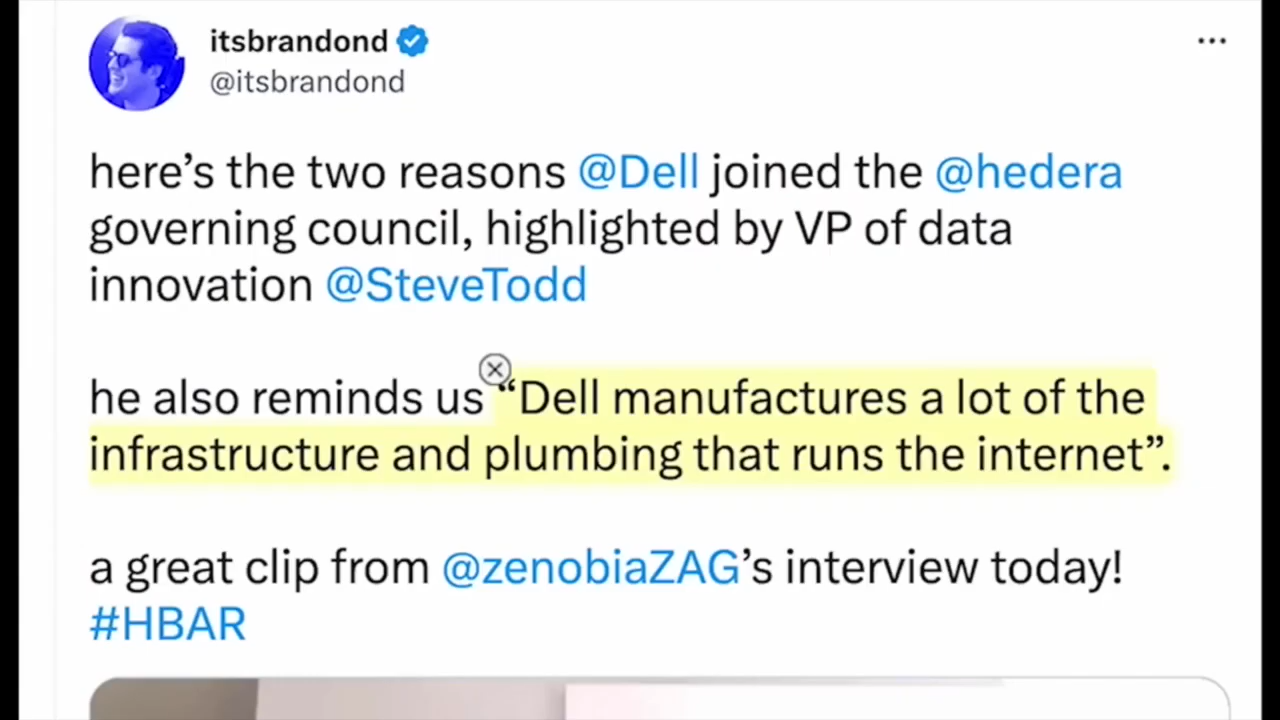 itsbrandond
@itsbrandond
here’s the two reasons @Dell joined the @hedera
governing council, highlighted by VP of data
innovation @SteveTodd
he also reminds us “Dell manufactures a lot of the
infrastructure and plumbing that runs the internet”.
a great clip from @zenobiaZAG’s interview today!
#HBAR